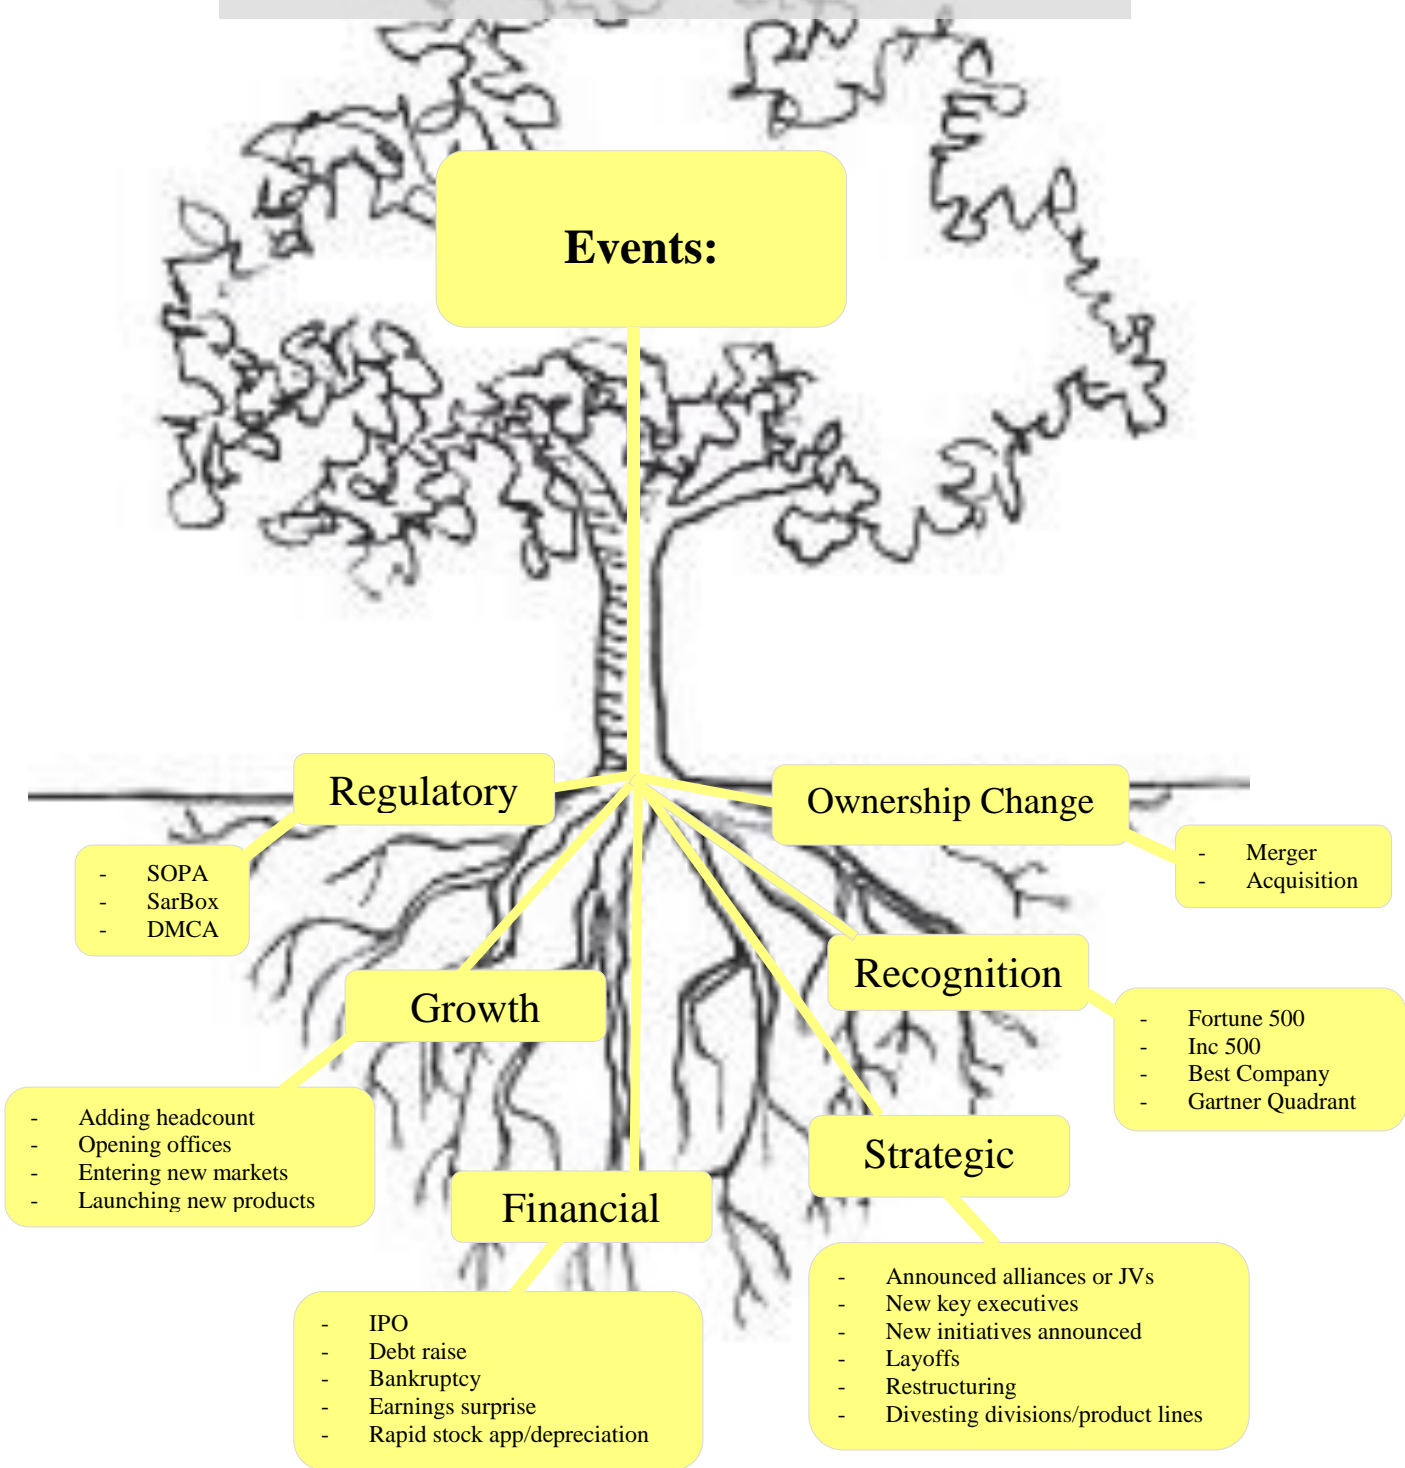 Events:
Regulatory
- SOPA
- SarBox
- DMCA
Growth
- Adding headcount
- Opening offices
- Entering new markets
- Launching new products
Financial
- IPO
- Debt raise
- Bankruptcy
- Earnings surprise
- Rapid stock app/depreciation
Strategic
- Announced alliances or JVs
- New key executives
- New initiatives announced
- Layoffs
- Restructuring
- Divesting divisions/product lines
Recognition
- Fortune 500
- Inc 500
- Best Company
- Gartner Quadrant
Ownership Change
- Merger
- Acquisition